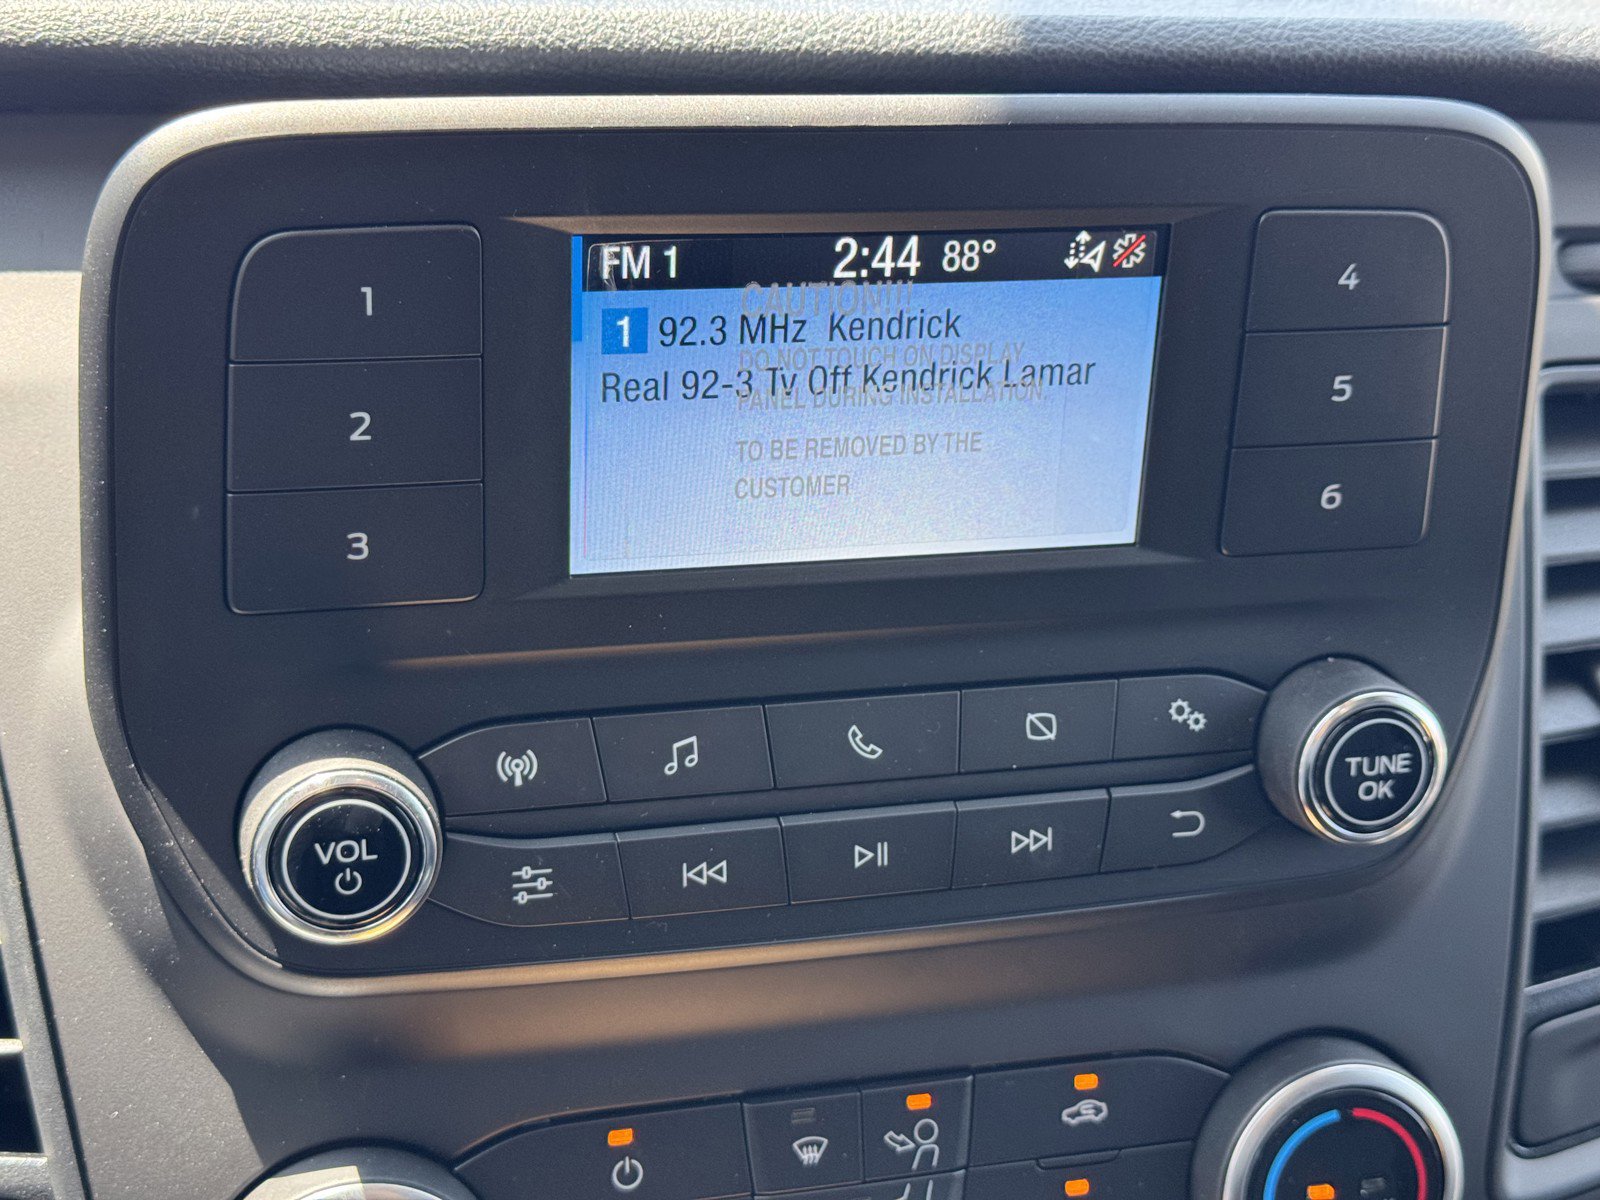 FM 1 2:44 88°
CAUTION!!!
1 92.3 MHz Kendrick
DO NOT TOUCH ON DISPLAY
Real 92-3 Tv Off Kendrick Lamar
PANEL DURING INSTALLATION.
TO BE REMOVED BY THE
CUSTOMER
1
2
3
4
5
6
VOL
TUNE
OK